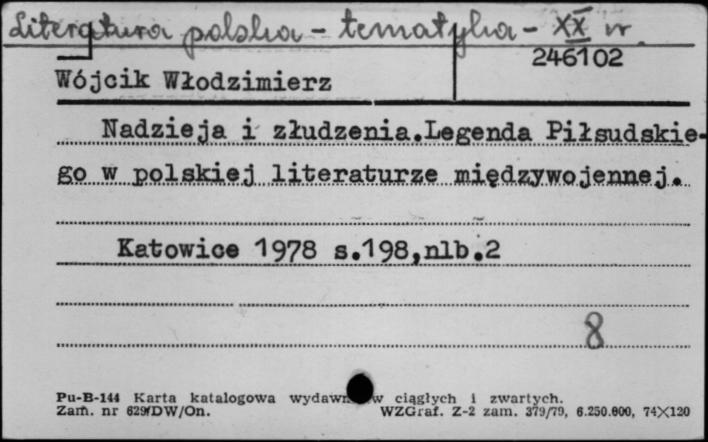 Literatura polska - tematyka - XX w.
246102
Wójcik Włodzimierz
Nadzieja i złudzenia.Legenda Piłsudskie-
go w polskiej literaturze międzywojennej.
Katowice 1978 s.198,nlb.2
8
Pu-B-144 Karta katalogowa wydawn w ciągłych i zwartych.
Zam. nr 629/DW/On. WZGraf. Z-2 zam. 379/79, 6.250.000, 74X120